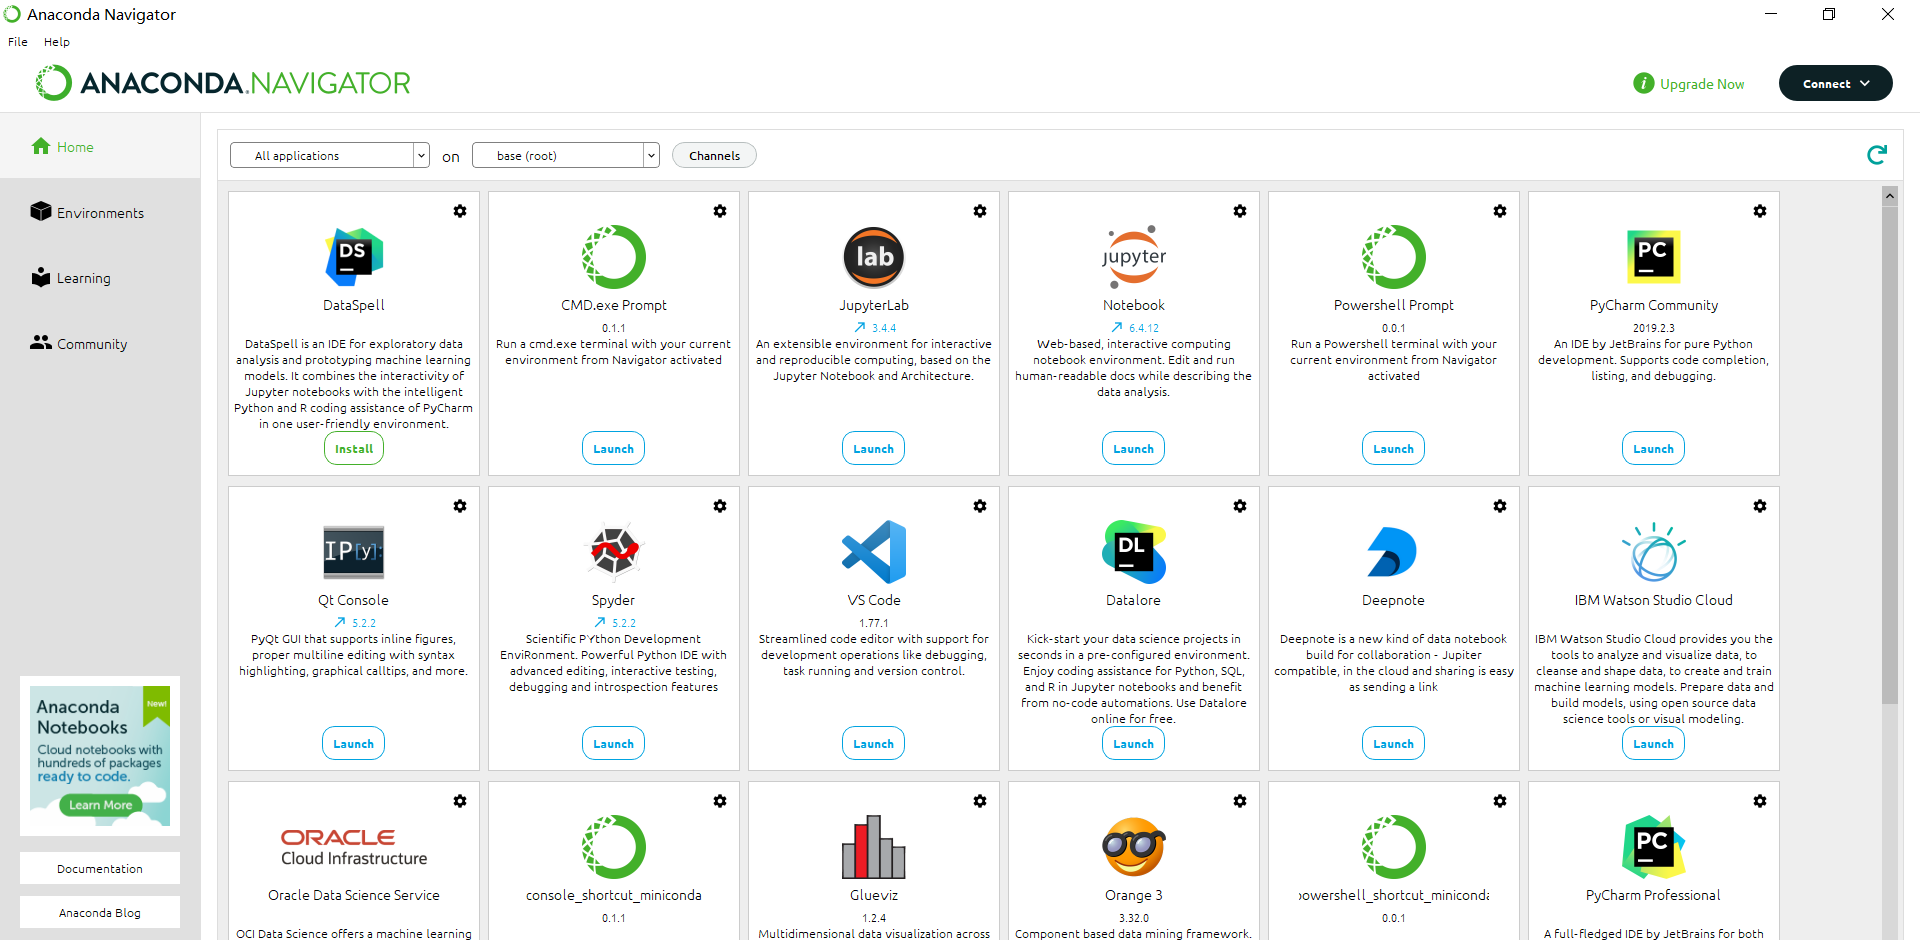 Anaconda Navigator
File Help
ANACONDA.NAVIGATOR
Upgrade Now
Connect
Home
Environments
Learning
Community
Anaconda
Notebooks
New!
Cloud notebooks with
hundreds of packages
ready to code.
Learn More
Documentation
Anaconda Blog
All applications
on
base (root)
Channels
DS
DataSpell
DataSpell is an IDE for exploratory data
analysis and prototyping machine learning
models. It combines the interactivity of
Jupyter notebooks with the intelligent
Python and R coding assistance of PyCharm
in one user-friendly environment.
Install
CMD.exe Prompt
0.1.1
Run a cmd.exe terminal with your current
environment from Navigator activated
Launch
lab
JupyterLab
3.4.4
An extensible environment for interactive
and reproducible computing, based on the
Jupyter Notebook and Architecture.
Launch
jupyter
Notebook
6.4.12
Web-based, interactive computing
notebook environment. Edit and run
human-readable docs while describing the
data analysis.
Launch
Powershell Prompt
0.0.1
Run a Powershell terminal with your
current environment from Navigator
activated
Launch
PC
PyCharm Community
2019.2.3
An IDE by JetBrains for pure Python
development. Supports code completion,
listing, and debugging.
Launch
IP[y]:
Qt Console
5.2.2
PyQt GUI that supports inline figures,
proper multiline editing with syntax
highlighting, graphical calltips, and more.
Launch
Spyder
5.2.2
Scientific PYthon Development
EnviRonment. Powerful Python IDE with
advanced editing, interactive testing,
debugging and introspection features
Launch
VS Code
1.77.1
Streamlined code editor with support for
development operations like debugging,
task running and version control.
Launch
DL
Datalore
Kick-start your data science projects in
seconds in a pre-configured environment.
Enjoy coding assistance for Python, SQL,
and R in Jupyter notebooks and benefit
from no-code automations. Use Datalore
online for free.
Launch
Deepnote
Deepnote is a new kind of data notebook
build for collaboration - Jupiter
compatible, in the cloud and sharing is easy
as sending a link
Launch
IBM Watson Studio Cloud
IBM Watson Studio Cloud provides you the
tools to analyze and visualize data, to
cleanse and shape data, to create and train
machine learning models. Prepare data and
build models, using open source data
science tools or visual modeling.
Launch
ORACLE
Cloud Infrastructure
Oracle Data Science Service
OCI Data Science offers a machine learning
console_shortcut_miniconda
0.1.1
Glueviz
1.2.4
Multidimensional data visualization across
Orange 3
3.32.0
Component based data mining framework.
powershell_shortcut_miniconda
0.0.1
PC
PyCharm Professional
A full-fledged IDE by JetBrains for both